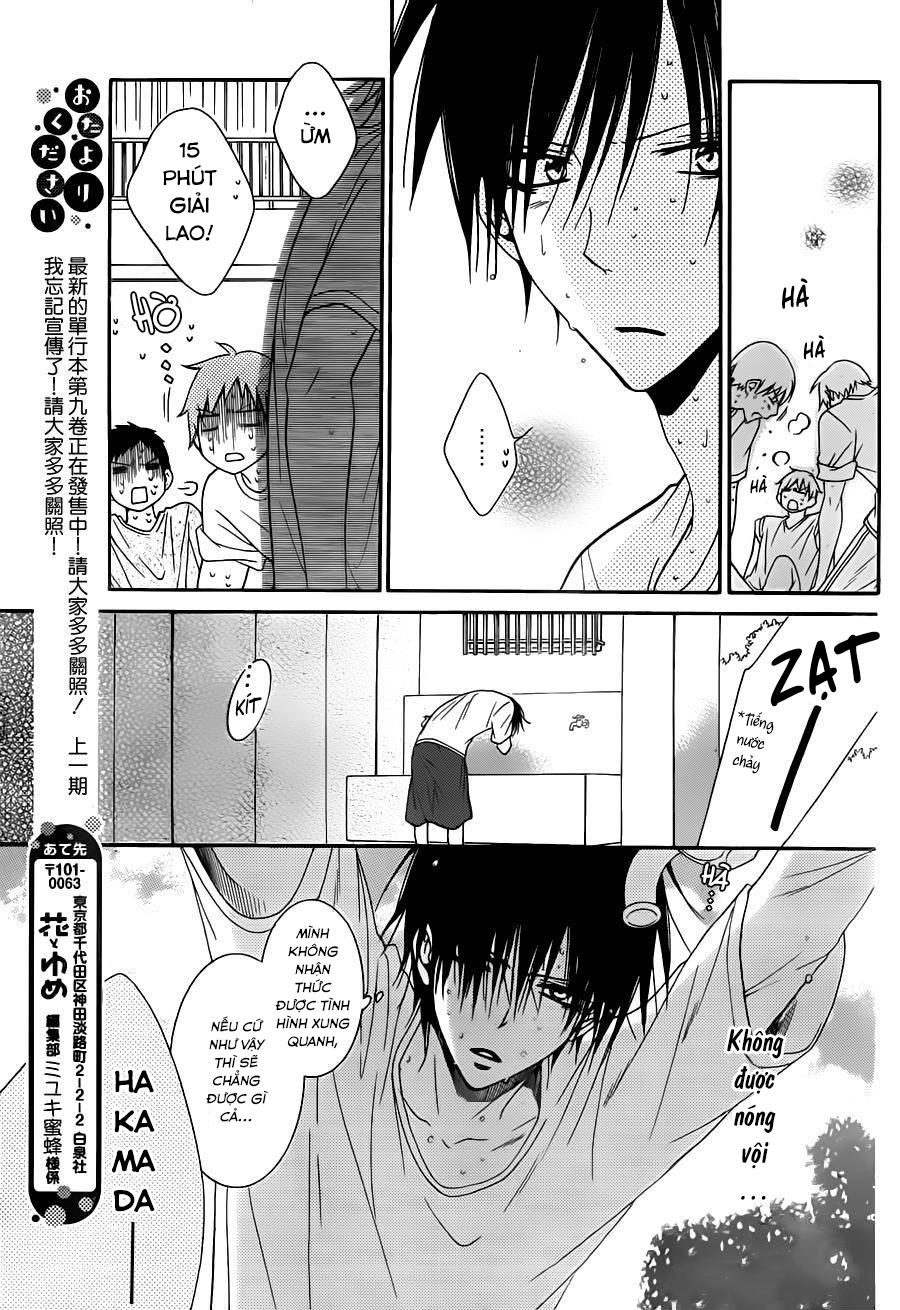 HÀ
HÀ
HÀ
……
…
ỪM
15
PHÚT
GIẢI
LAO!
HỒ
ZẠT
*Tiếng
nước
chảy
…
KÍT
HÀ…
Không
được
nóng
vội
...
MÌNH
KHÔNG
NHẬN
THỨC
ĐƯỢC TÌNH
HÌNH XUNG
QUANH,
NẾU CỨ
NHƯ VẬY
THÌ SẼ
CHẲNG
ĐƯỢC GÌ
CẢ...
HA
KA
MA
DA
おたより
ください
最新的單行本第九卷正在發售中！請大家多多關照！ 上一期
我忘記宣傳了！請大家多多關照！
あて先
〒101-
0063
東京都千代田区神田淡路町2-2-2 白泉社
花とゆめ 編集部 ミユキ蜜蜂様係